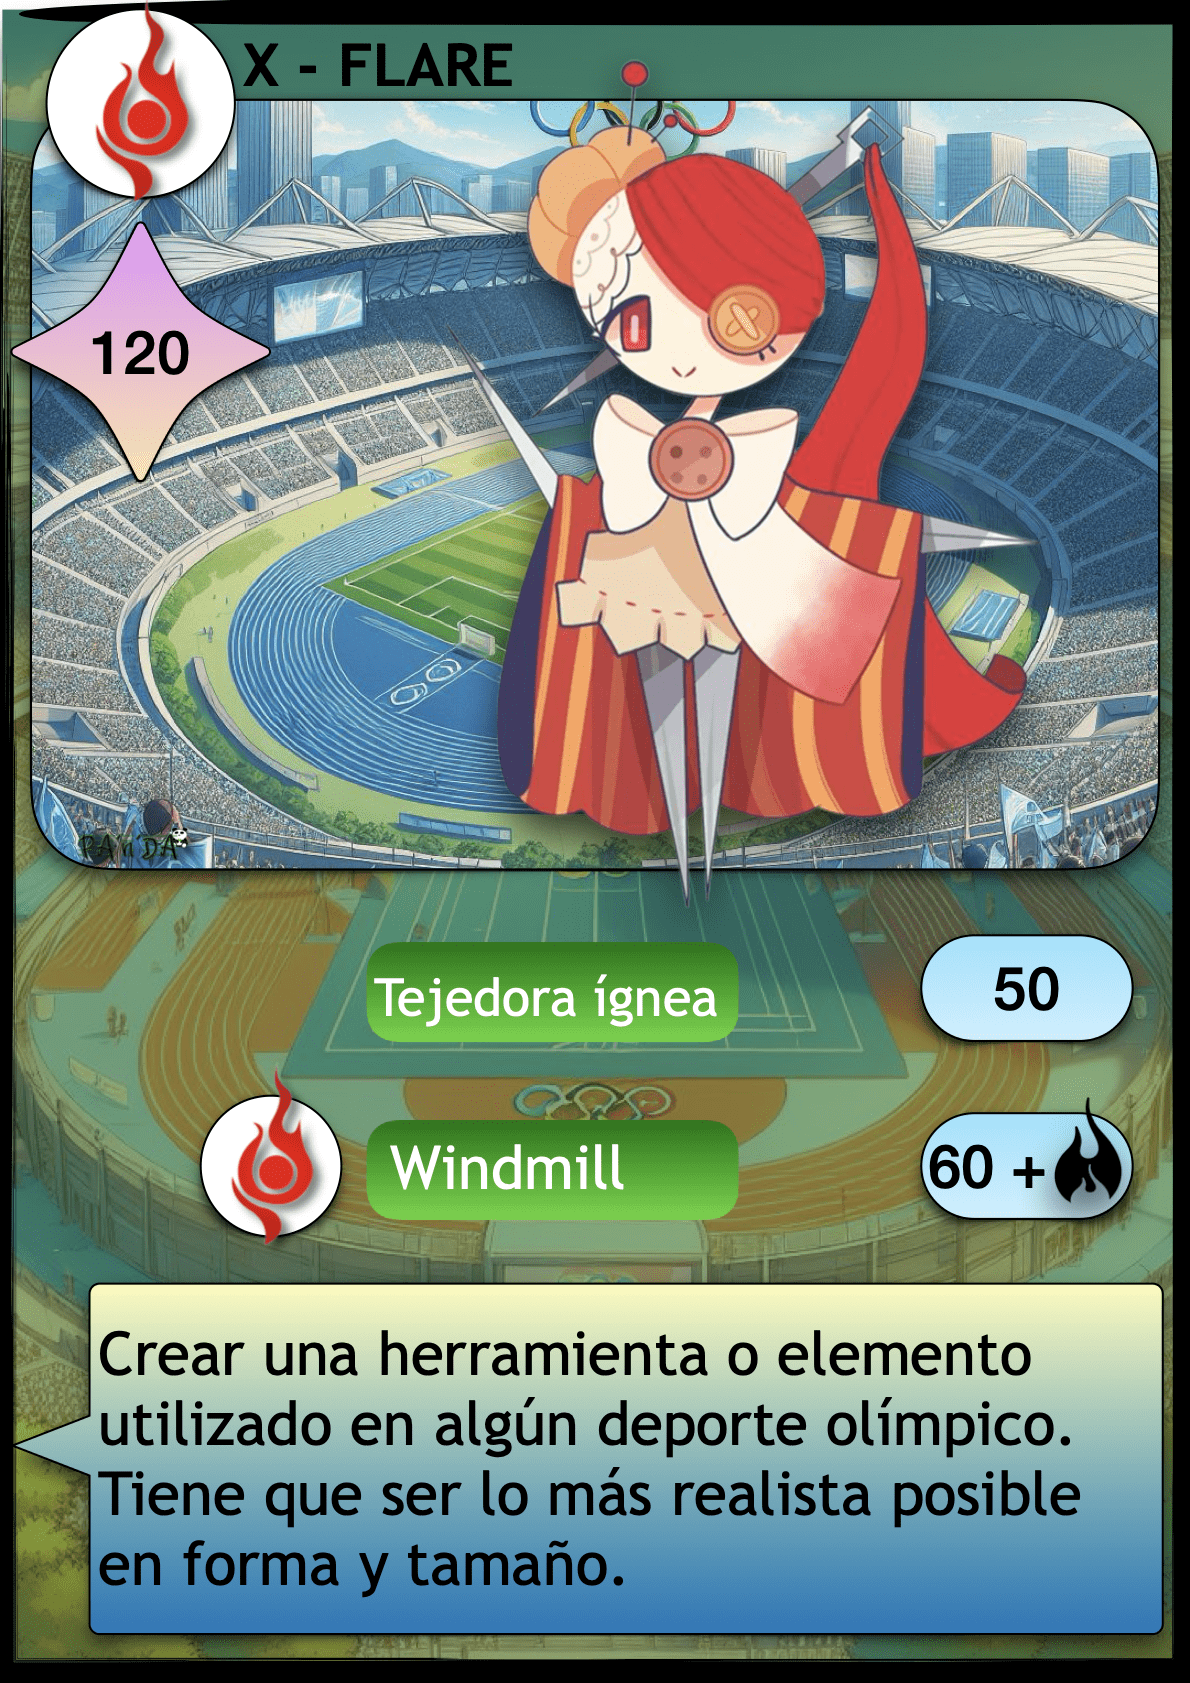 X - FLARE
120
PANDA
Tejedora ígnea
50
Windmill
60 +
Crear una herramienta o elemento
utilizado en algún deporte olímpico.
Tiene que ser lo más realista posible
en forma y tamaño.